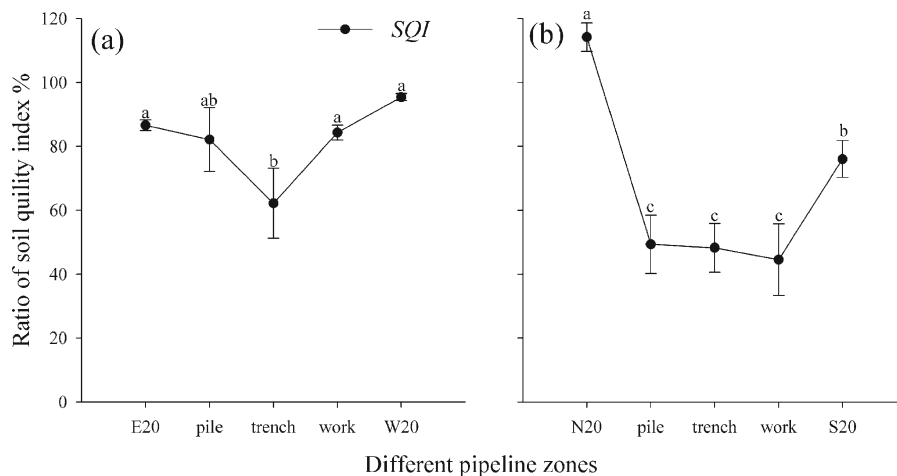 (a)
SQI
(b)
Ratio of soil quility index %
120
100
80
60
40
20
0
a
ab
b
a
a
a
c
c
c
b
E20 pile trench work W20
N20 pile trench work S20
Different pipeline zones